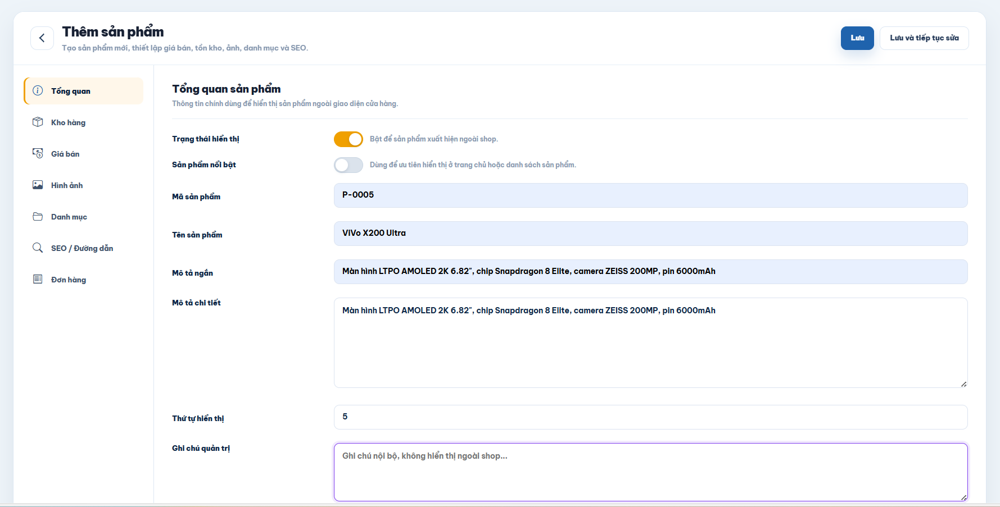 Thêm sản phẩm
Tạo sản phẩm mới, thiết lập giá bán, tồn kho, ảnh, danh mục và SEO.
Lưu
Lưu và tiếp tục sửa
Tổng quan
Kho hàng
Giá bán
Hình ảnh
Danh mục
SEO / Đường dẫn
Đơn hàng
Tổng quan sản phẩm
Thông tin chính dùng để hiển thị sản phẩm ngoài giao diện cửa hàng.
Trạng thái hiển thị
Bật để sản phẩm xuất hiện ngoài shop.
Sản phẩm nổi bật
Dùng để ưu tiên hiển thị ở trang chủ hoặc danh sách sản phẩm.
Mã sản phẩm
P-0005
Tên sản phẩm
ViVo X200 Ultra
Mô tả ngắn
Màn hình LTPO AMOLED 2K 6.82", chip Snapdragon 8 Elite, camera ZEISS 200MP, pin 6000mAh
Mô tả chi tiết
Màn hình LTPO AMOLED 2K 6.82", chip Snapdragon 8 Elite, camera ZEISS 200MP, pin 6000mAh
Thứ tự hiển thị
5
Ghi chú quản trị
Ghi chú nội bộ, không hiển thị ngoài shop...